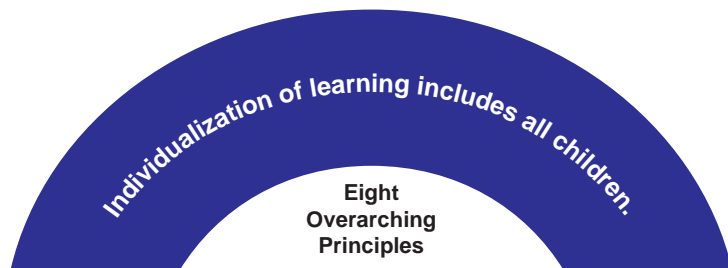 Individualization of learning includes all children.
Eight
Overarching
Principles